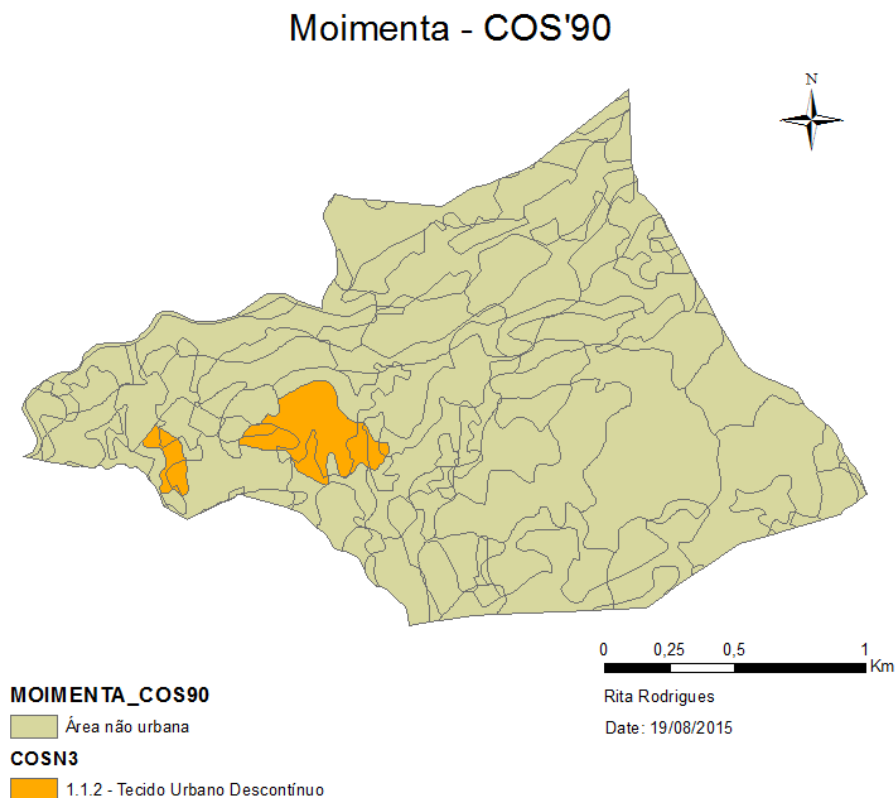 Moimenta - COS'90
N
0 0,25 0,5 1
Km
Rita Rodrigues
Date: 19/08/2015
MOIMENTA_COS90
Área não urbana
COSN3
1.1.2 - Tecido Urbano Descontínuo